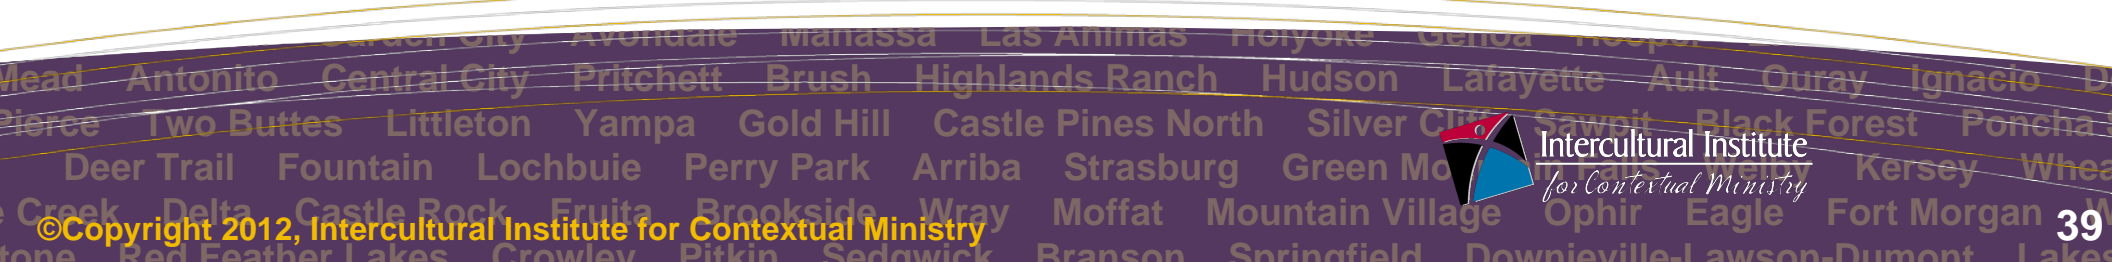 Garden City Avondale Manassa Las Animas Holyoke Genoa Hooper
Mead Antonito Central City Pritchett Brush Highlands Ranch Hudson Lafayette Ault Ouray Ignacio
Pierce Two Buttes Littleton Yampa Gold Hill Castle Pines North Silver Cliff Sawpit Black Forest Poncha
Intercultural Institute
Deer Trail Fountain Lochbuie Perry Park Arriba Strasburg Green Kersey
for Contextual Ministry
Creek Delta Castle Rock Fruita Brookside Wray Moffat Mountain Village Ophir Eagle Fort Morgan
©Copyright 2012, Intercultural Institute for Contextual Ministry
39
Red Feather Lakes Crowley Pitkin Sedgwick Branson Springfield Downieville-Lawson-Dumont